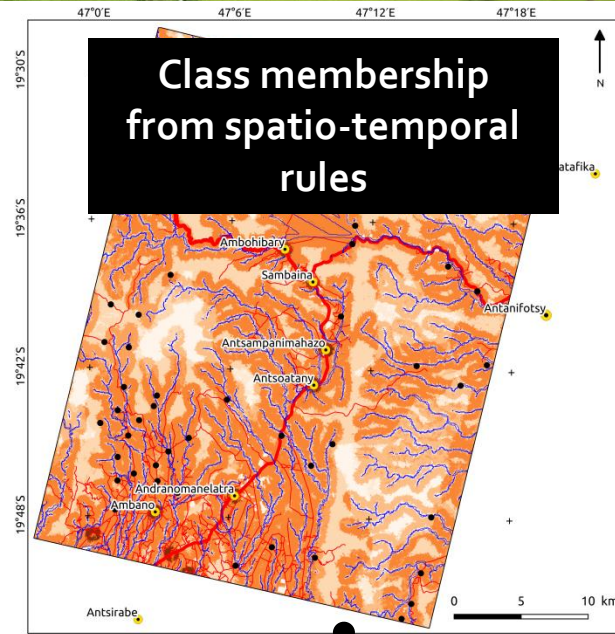 47°0'E 47°6'E 47°12'E 47°18'E
19°30'S
N
Class membership
from spatio-temporal
rules
atafika
19°36'S
Ambohibary
Sambaina
Antanifotsy
19°42'S
Antsampanimahazo
Antsoatany
19°48'S
Andranomanelatra
Ambano
Antsirabe
0 5 10 km